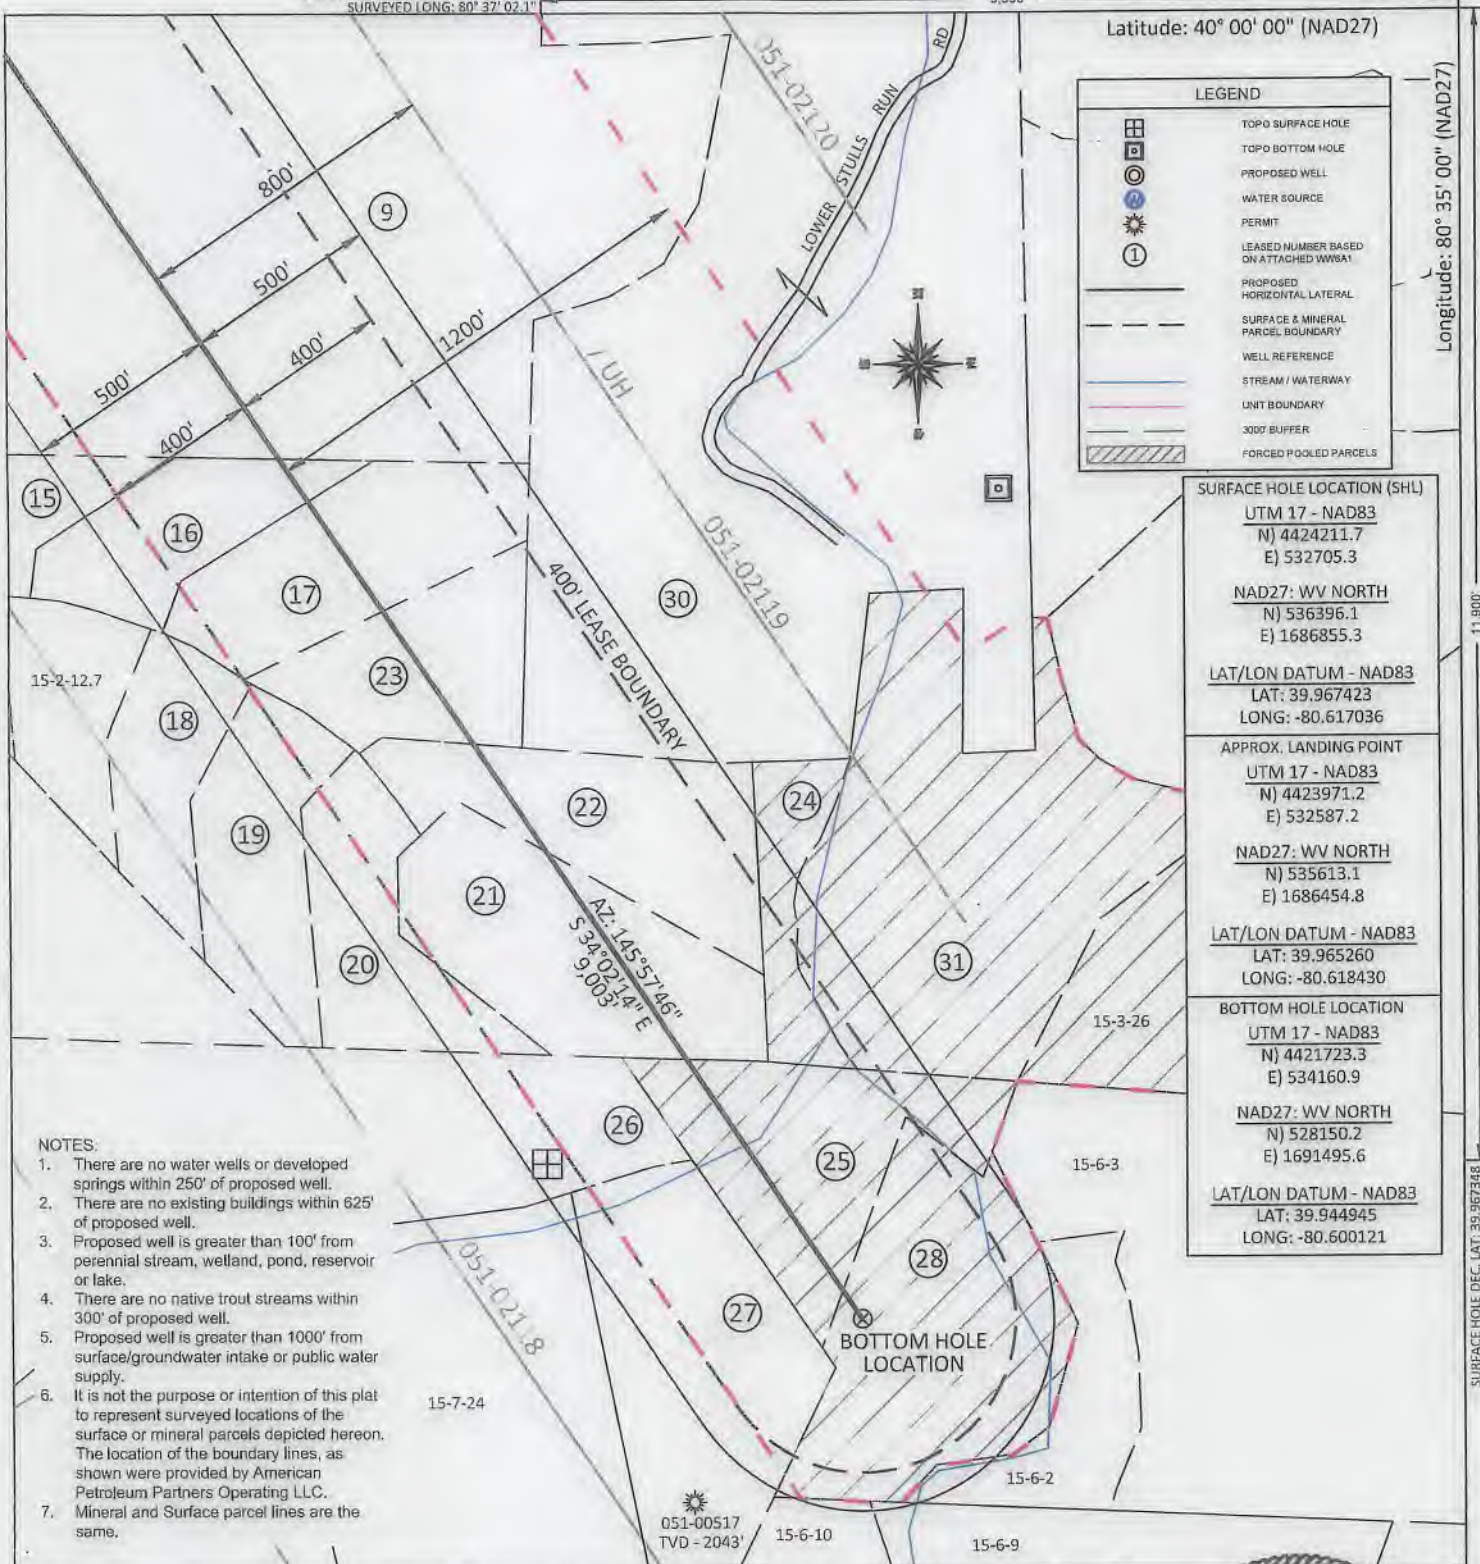 SURVEYED LONG: 80° 37' 02.1"
Latitude: 40° 00' 00" (NAD27)
Longitude: 80° 35' 00" (NAD27)
LEGEND
TOPO SURFACE HOLE
TOPO BOTTOM HOLE
PROPOSED WELL
W WATER SOURCE
PERMIT
1 LEASED NUMBER BASED
ON ATTACHED WW6A1
PROPOSED
HORIZONTAL LATERAL
SURFACE & MINERAL
PARCEL BOUNDARY
WELL REFERENCE
STREAM / WATERWAY
UNIT BOUNDARY
3000' BUFFER
FORCED POOLED PARCELS
051-02120
LOWER STULLS RUN RD
800'
9
500'
400'
1200'
500'
400'
/ UH
15
16
17
30
051-02119
400' LEASE BOUNDARY
23
15-2-12.7
18
19
22
24
21
20
AZ: 145°57'46"
S 34°02'14" E
9,003'
31
15-3-26
26
25
15-6-3
28
27
BOTTOM HOLE
LOCATION
15-7-24
15-6-2
051-00517
TVD - 2043'
15-6-10
15-6-9
SURFACE HOLE LOCATION (SHL)
UTM 17 - NAD83
N) 4424211.7
E) 532705.3
NAD27: WV NORTH
N) 536396.1
E) 1686855.3
LAT/LON DATUM - NAD83
LAT: 39.967423
LONG: -80.617036
APPROX. LANDING POINT
UTM 17 - NAD83
N) 4423971.2
E) 532587.2
NAD27: WV NORTH
N) 535613.1
E) 1686454.8
LAT/LON DATUM - NAD83
LAT: 39.965260
LONG: -80.618430
BOTTOM HOLE LOCATION
UTM 17 - NAD83
N) 4421723.3
E) 534160.9
NAD27: WV NORTH
N) 528150.2
E) 1691495.6
LAT/LON DATUM - NAD83
LAT: 39.944945
LONG: -80.600121
11,900'
SURFACE HOLE DEC. LAT: 39.967348
NOTES:
1. There are no water wells or developed
springs within 250' of proposed well.
2. There are no existing buildings within 625'
of proposed well.
3. Proposed well is greater than 100' from
perennial stream, welland, pond, reservoir
or lake.
4. There are no native trout streams within
300' of proposed well.
5. Proposed well is greater than 1000' from
surface/groundwater intake or public water
supply.
6. It is not the purpose or intention of this plat
to represent surveyed locations of the
surface or mineral parcels depicted hereon.
The location of the boundary lines, as
shown were provided by American
Petroleum Partners Operating LLC.
7. Mineral and Surface parcel lines are the
same.